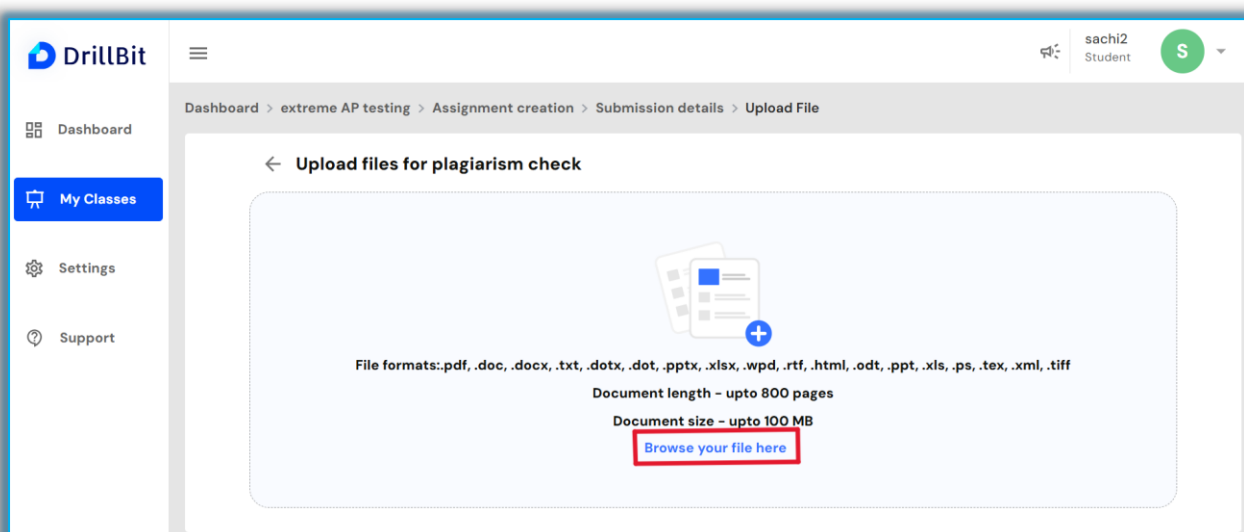 DrillBit
sachi2
Student
S
Dashboard > extreme AP testing > Assignment creation > Submission details > Upload File
Dashboard
My Classes
Settings
Support
← Upload files for plagiarism check
File formats:.pdf, .doc, .docx, .txt, .dotx, .dot, .pptx, .xlsx, .wpd, .rtf, .html, .odt, .ppt, .xls, .ps, .tex, .xml, .tiff
Document length - upto 800 pages
Document size - upto 100 MB
Browse your file here